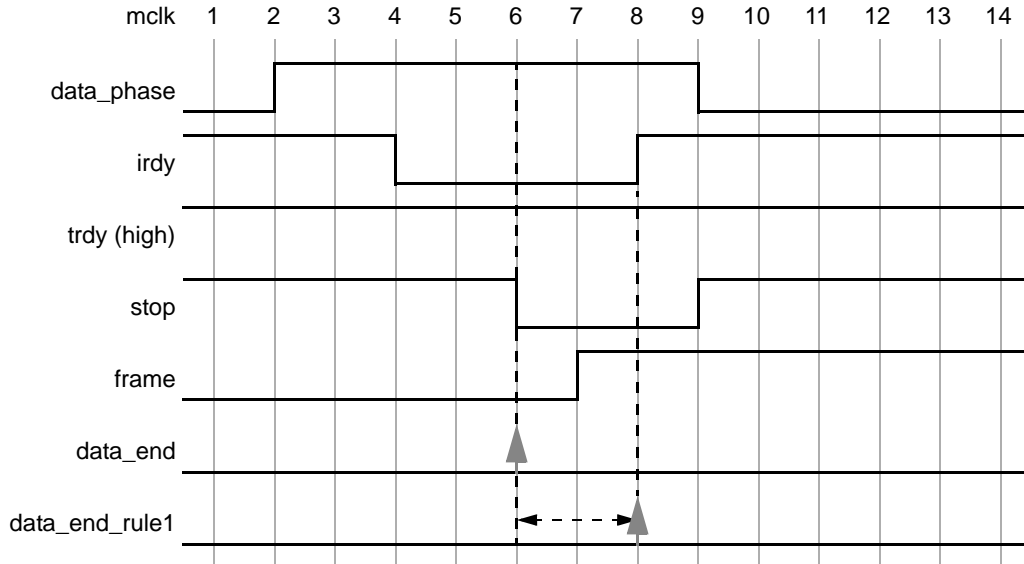 mclk 1 2 3 4 5 6 7 8 9 10 11 12 13 14
data_phase
irdy
trdy (high)
stop
frame
data_end
data_end_rule1